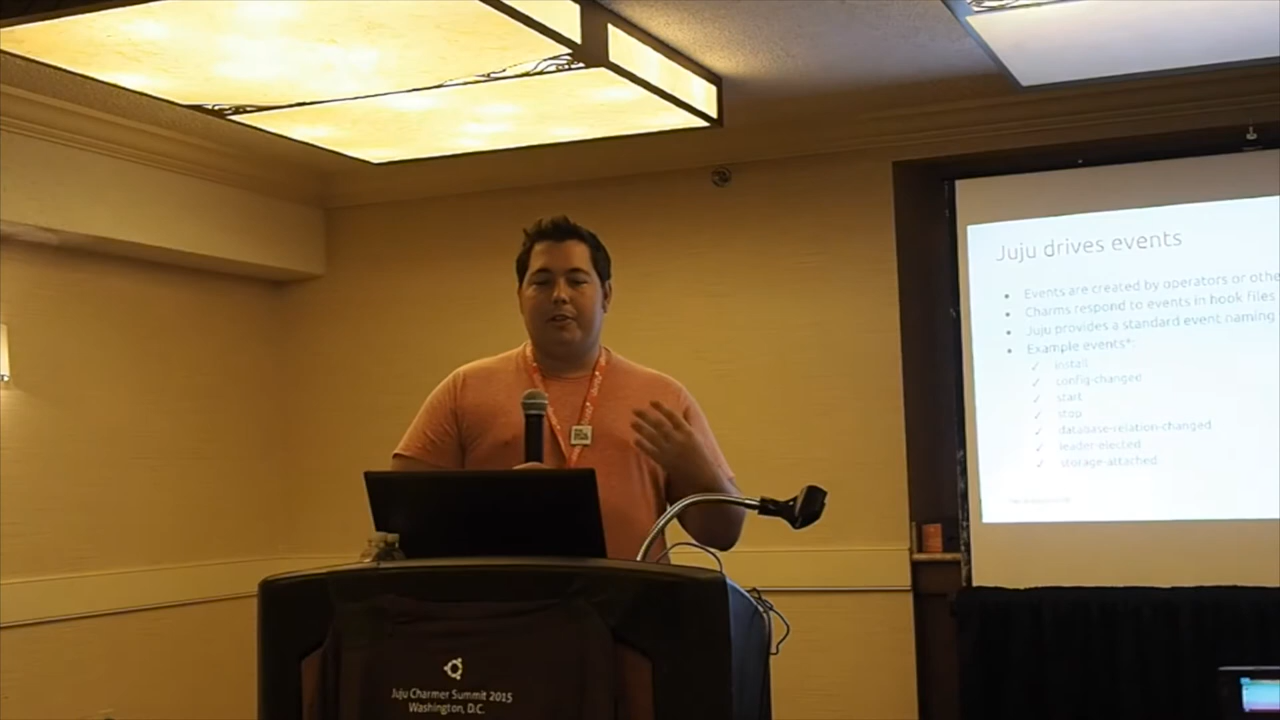 Juju drives events
Events are created by operators or othe
Charms respond to events in hook files
Juju provides a standard event naming
Example events*:
install
config-changed
start
stop
database-relation-changed
leader-elected
storage-attached
Juju Charmer Summit 2015
Washington, D.C.